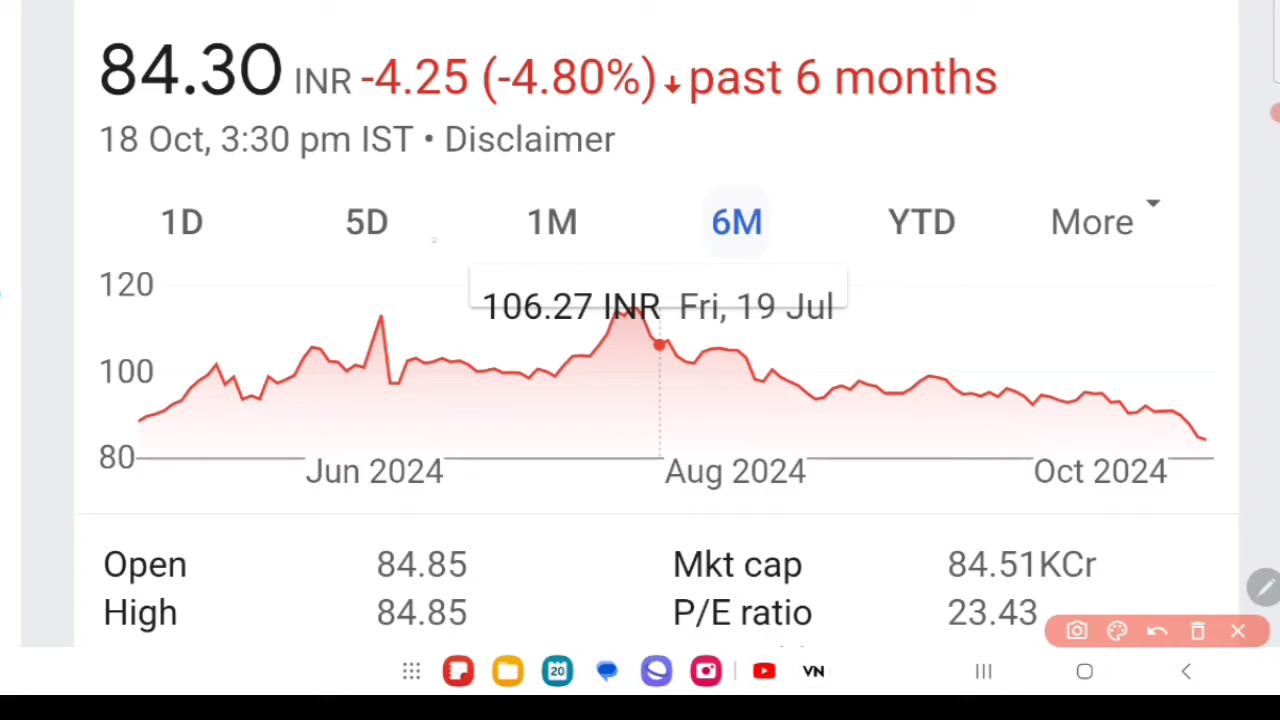 84.30 INR -4.25 (-4.80%) ↓ past 6 months
18 Oct, 3:30 pm IST • Disclaimer
1D 5D 1M 6M YTD More
120
106.27 INR Fri, 19 Jul
100
80
Jun 2024 Aug 2024 Oct 2024
Open 84.85 Mkt cap 84.51KCr
High 84.85 P/E ratio 23.43
20 VN